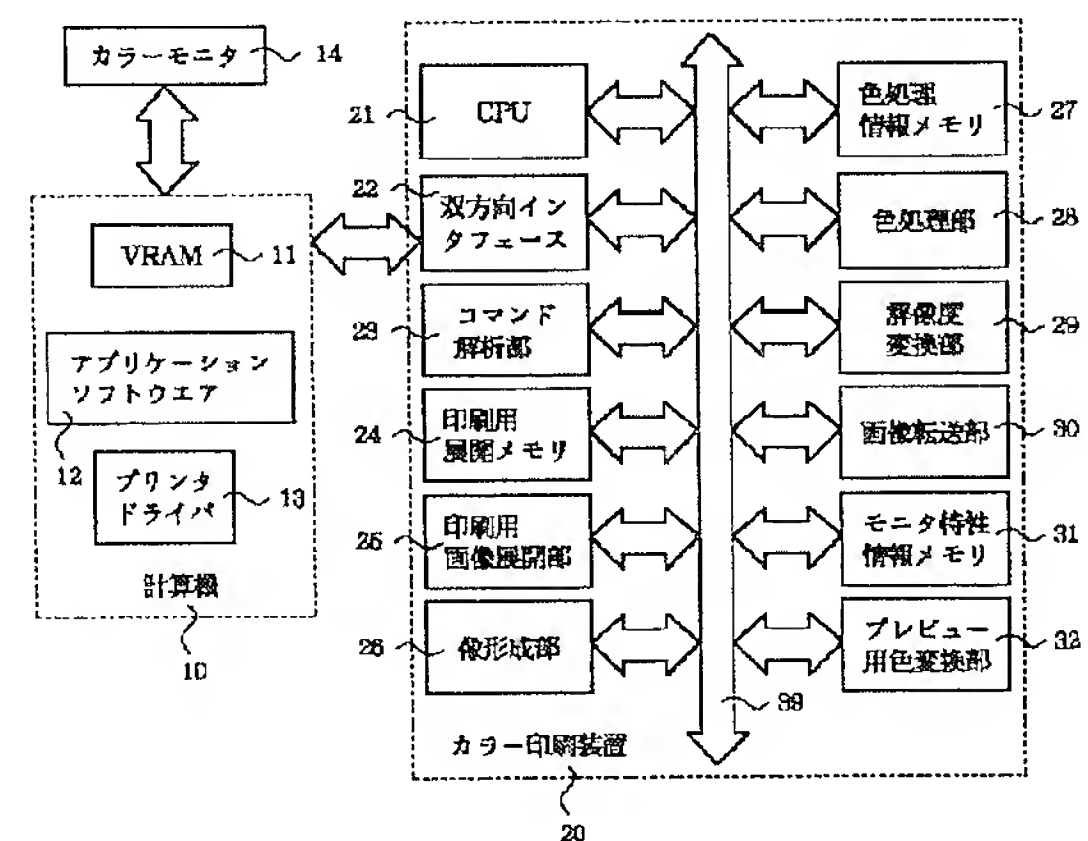 カラーモニタ
14
VRAM
11
アプリケーション
ソフトウエア
12
プリンタ
ドライバ
13
計算機
10
21
CPU
22
双方向イン
タフェース
23
コマンド
解析部
24
印刷用
展開メモリ
25
印刷用
画像展開部
26
像形成部
色処理
情報メモリ
27
色処理部
28
解像度
変換部
29
画像転送部
30
モニタ特性
情報メモリ
31
プレビュー
用色変換部
32
カラー印刷装置
20